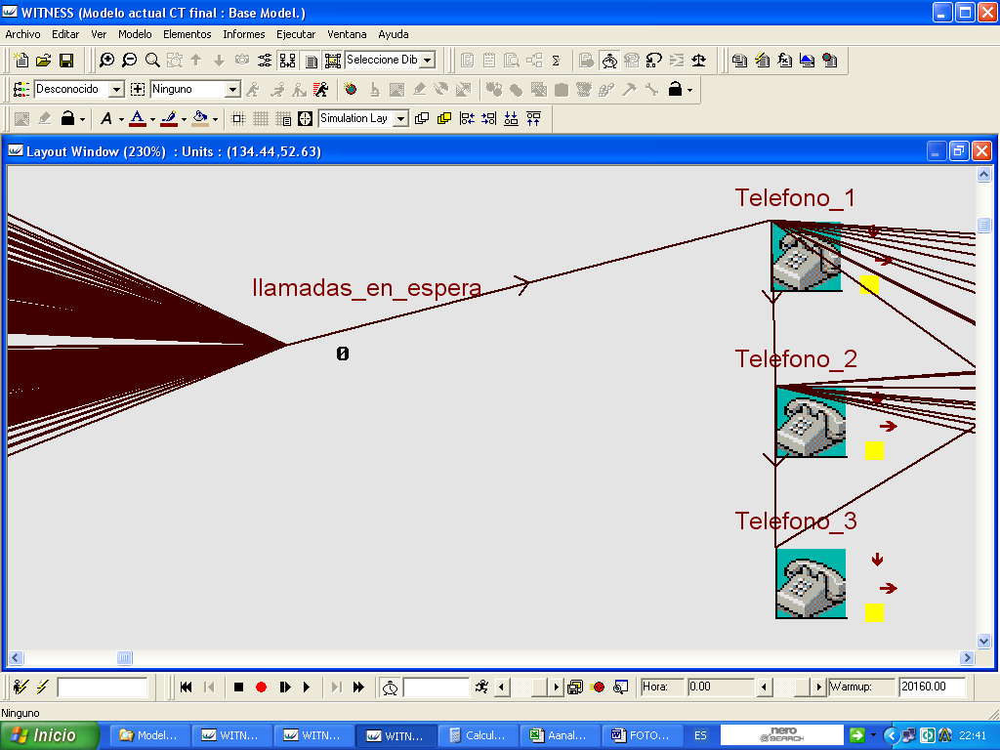 WITNESS (Modelo actual CT final : Base Model.)
Archivo Editar Ver Modelo Elementos Informes Ejecutar Ventana Ayuda
Seleccione Dib
Desconocido Ninguno
Simulation Lay
Layout Window (230%) : Units : (134.44,52.63)
Telefono_1
llamadas_en_espera
0
Telefono_2
Telefono_3
Hora: 0.00 Warmup: 20160.00
Ninguno
Inicio Model... WITN... WITN... WITN... Calcul... Aanal... FOTO... ES nero SEARCH 22:41